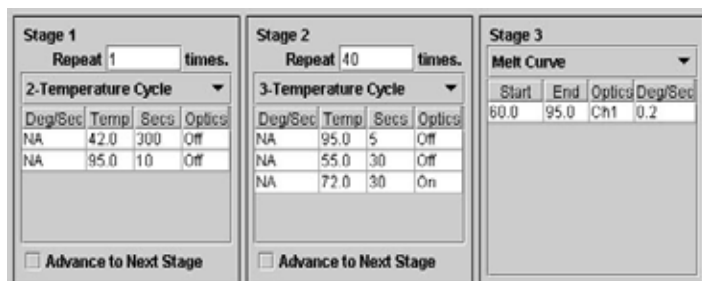 Stage 1
Repeat 1 times.
2-Temperature Cycle
Deg/Sec Temp Secs Optics
NA 42.0 300 Off
NA 95.0 10 Off
Advance to Next Stage
Stage 2
Repeat 40 times.
3-Temperature Cycle
Deg/Sec Temp Secs Optics
NA 95.0 5 Off
NA 55.0 30 Off
NA 72.0 30 On
Advance to Next Stage
Stage 3
Melt Curve
Start End Optics Deg/Sec
60.0 95.0 Ch1 0.2